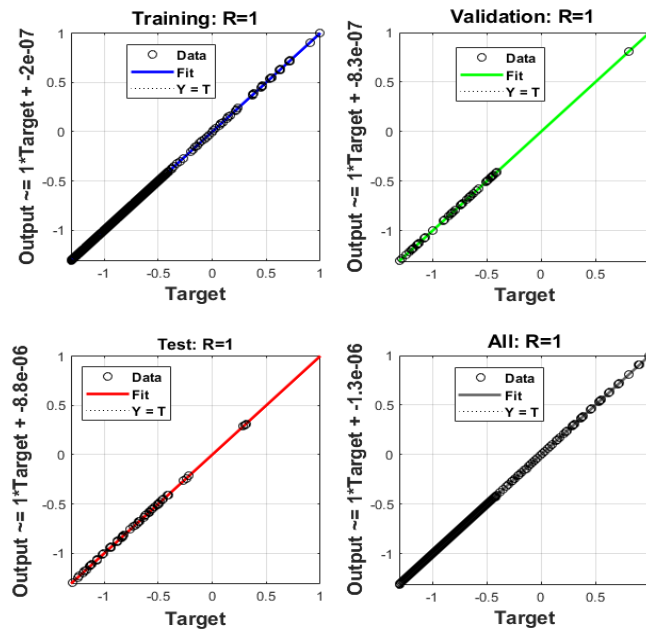 Training: R=1
Output ~= 1*Target + -2e-07
1
0.5
0
-0.5
-1
Data
Fit
Y = T
-1
-0.5
0
0.5
1
Target
Validation: R=1
Output ~= 1*Target + -8.3e-07
1
0.5
0
-0.5
-1
Data
Fit
Y = T
-1
-0.5
0
0.5
Target
Test: R=1
Output ~= 1*Target + -8.8e-06
1
0.5
0
-0.5
-1
Data
Fit
Y = T
-1
-0.5
0
0.5
1
Target
All: R=1
Output ~= 1*Target + -1.3e-06
1
0.5
0
-0.5
-1
Data
Fit
Y = T
-1
-0.5
0
0.5
Target